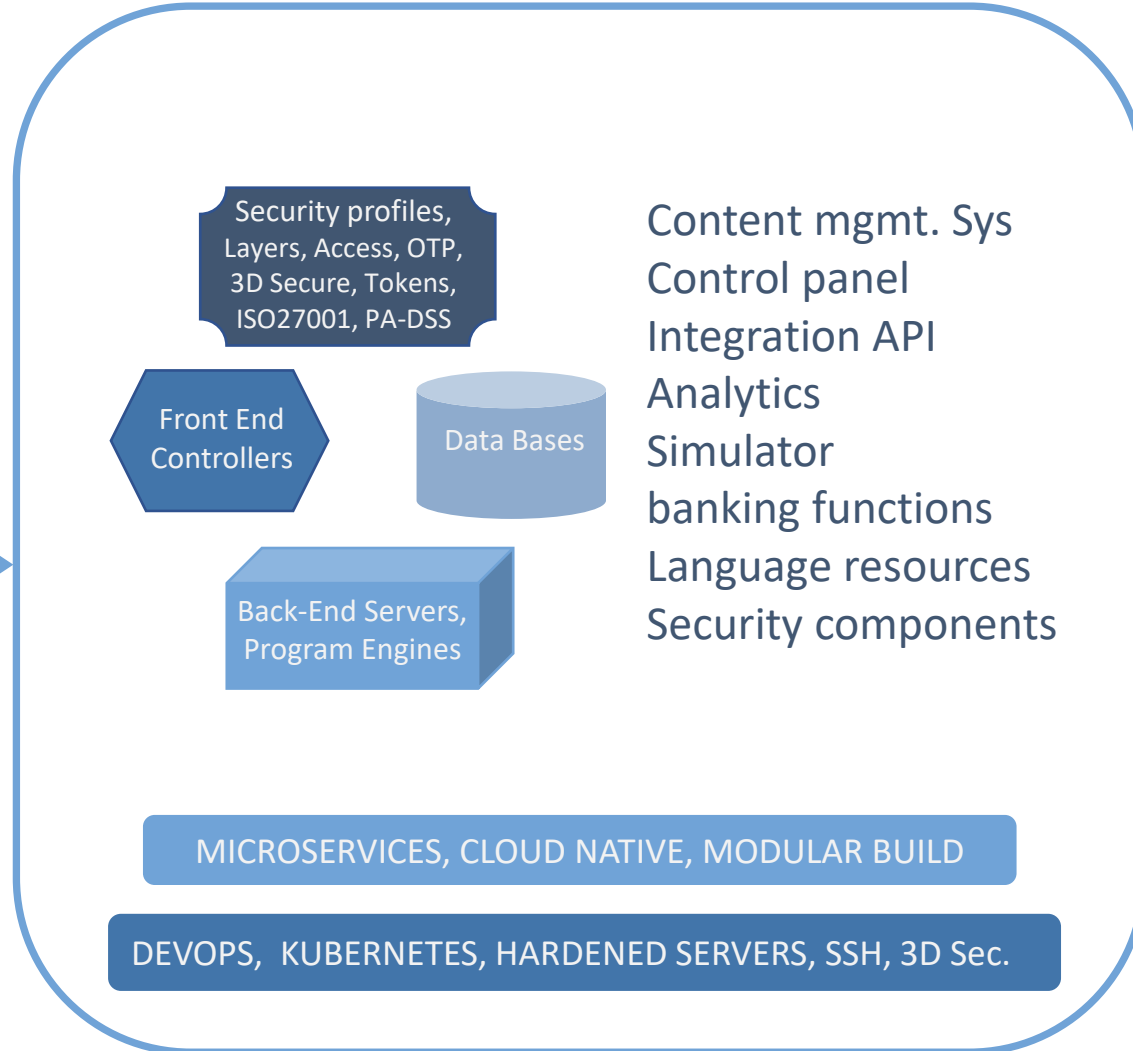 Security profiles,
Layers, Access, OTP,
3D Secure, Tokens,
ISO27001, PA-DSS
Front End
Controllers
Data Bases
Back-End Servers,
Program Engines
Content mgmt. Sys
Control panel
Integration API
Analytics
Simulator
banking functions
Language resources
Security components
MICROSERVICES, CLOUD NATIVE, MODULAR BUILD
DEVOPS,  KUBERNETES, HARDENED SERVERS, SSH, 3D Sec.